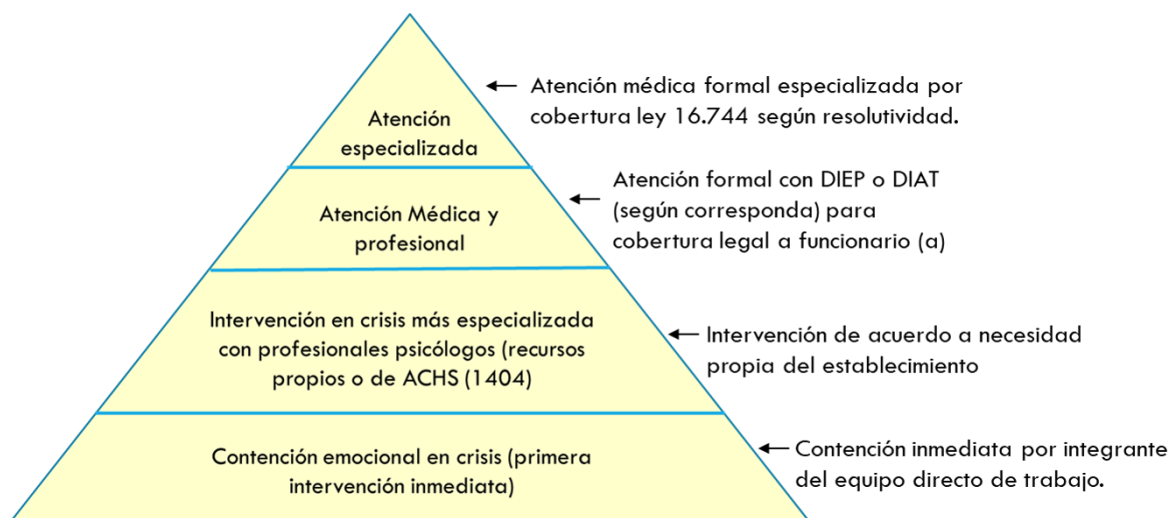 Atención
especializada
Atención médica formal especializada por
cobertura ley 16.744 según resolutividad.
Atención Médica y
profesional
Atención formal con DIEP o DIAT
(según corresponda) para
cobertura legal a funcionario (a)
Intervención en crisis más especializada
con profesionales psicólogos (recursos
propios o de ACHS (1404)
Intervención de acuerdo a necesidad
propia del establecimiento
Contención emocional en crisis (primera
intervención inmediata)
Contención inmediata por integrante
del equipo directo de trabajo.